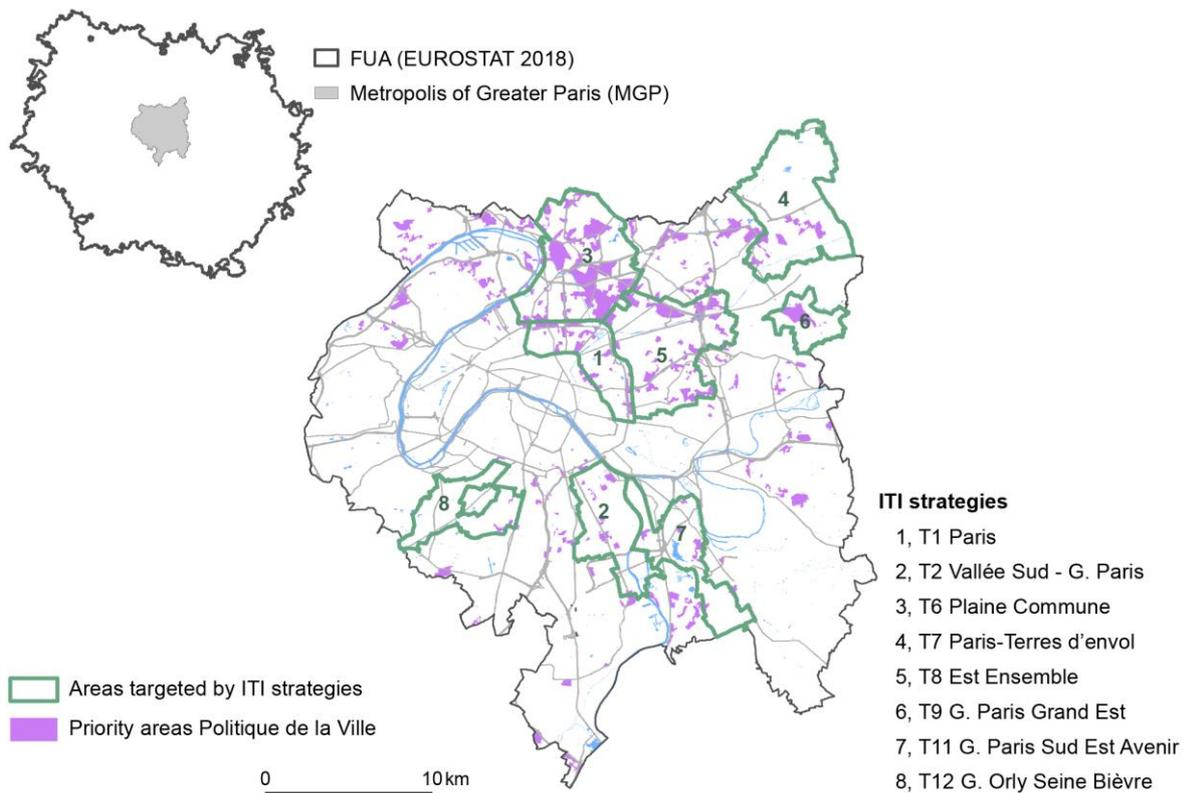 FUA (EUROSTAT 2018)
Metropolis of Greater Paris (MGP)
4
3
6
1
5
8
2
7
ITI strategies
1, T1 Paris
2, T2 Vallée Sud - G. Paris
3, T6 Plaine Commune
4, T7 Paris-Terres d’envol
5, T8 Est Ensemble
6, T9 G. Paris Grand Est
7, T11 G. Paris Sud Est Avenir
8, T12 G. Orly Seine Bièvre
Areas targeted by ITI strategies
Priority areas Politique de la Ville
0 10 km